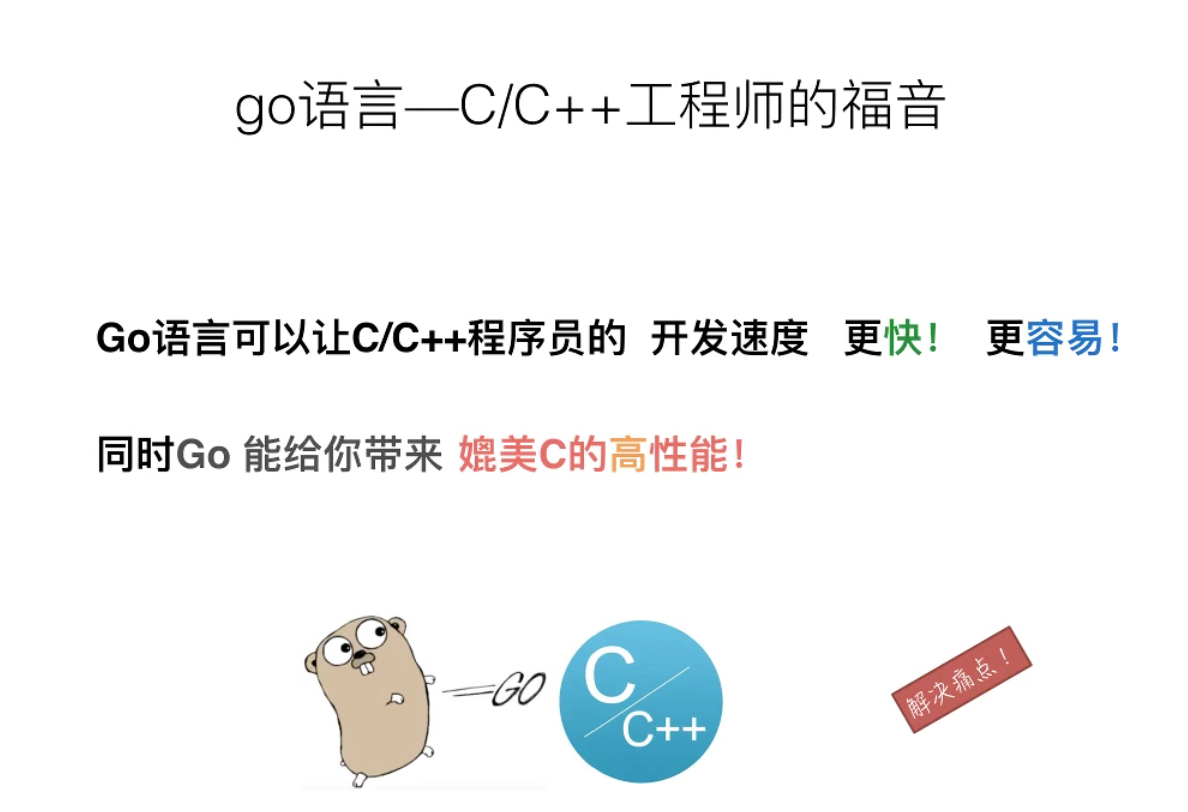 go语言—C/C++工程师的福音
Go语言可以让C/C++程序员的 开发速度 更快！ 更容易！
同时Go 能给你带来 媲美C的高性能！
GO
C
C++
解决痛点！